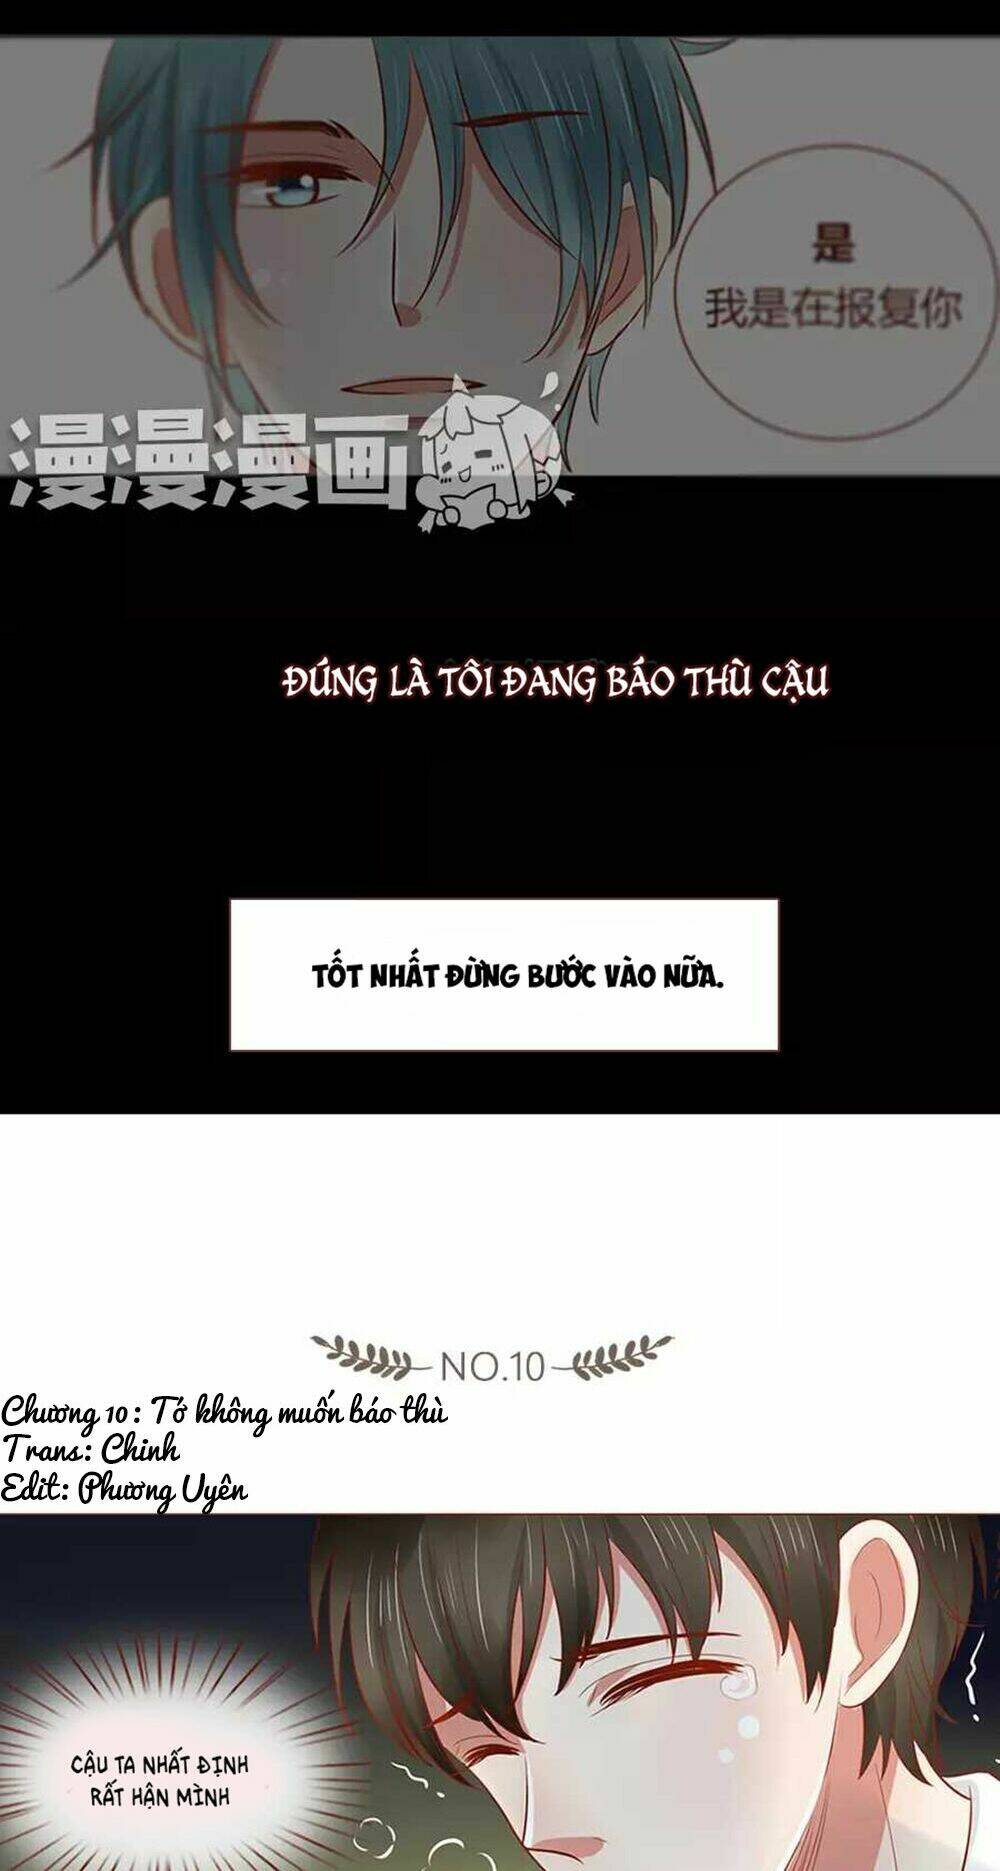 是
我是在报复你
漫漫漫画
ĐÚNG LÀ TÔI ĐANG BÁO THÙ CẬU
TỐT NHẤT ĐỪNG BƯỚC VÀO NỮA.
NO.10
Chương 10 : Tớ không muốn báo thù
Trans: Chinh
Edit: Phương Uyên
CẬU TA NHẤT ĐỊNH
RẤT HẬN MÌNH